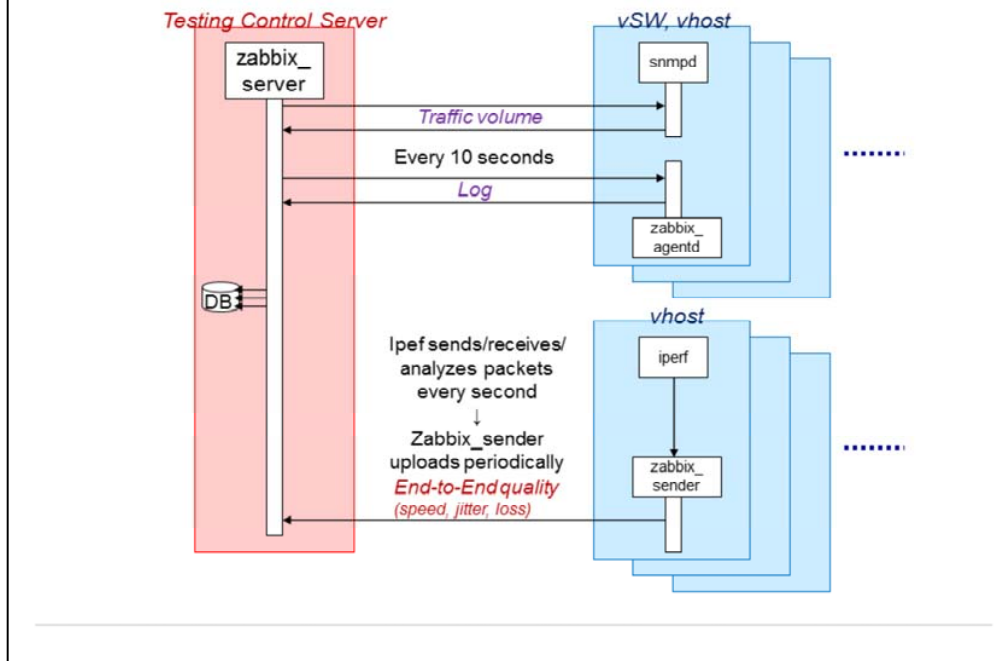 Testing Control Server
vSW, vhost
zabbix_
server
snmpd
Traffic volume
Every 10 seconds
Log
zabbix_
agentd
DB
vhost
Ipef sends/receives/
analyzes packets
every second
↓
Zabbix_sender
uploads periodically
End-to-End quality
(speed, jitter, loss)
iperf
zabbix_
sender